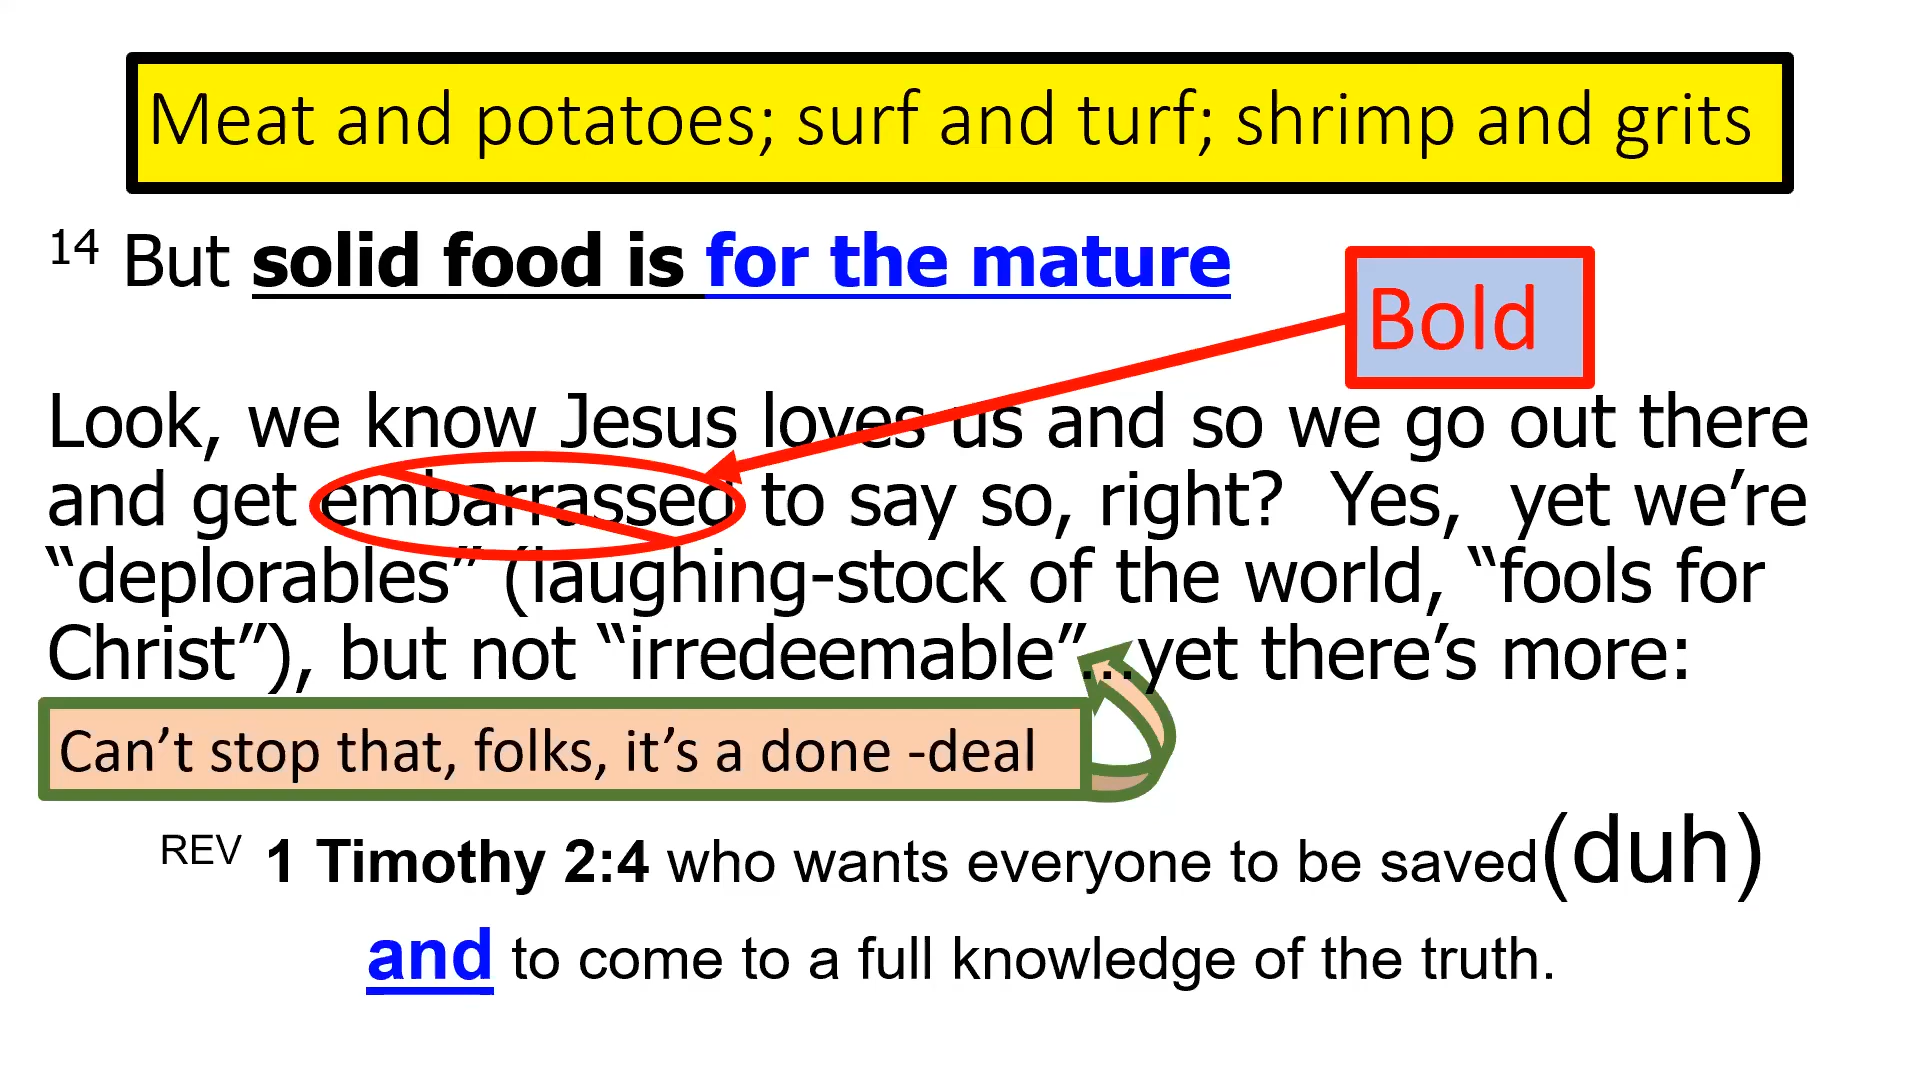 Meat and potatoes; surf and turf; shrimp and grits
14 But solid food is for the mature
Bold
Look, we know Jesus loves us and so we go out there
and get embarrassed to say so, right?  Yes,  yet we’re
“deplorables” (laughing-stock of the world, “fools for
Christ”), but not “irredeemable”…yet there’s more:
Can’t stop that, folks, it’s a done -deal
REV 1 Timothy 2:4 who wants everyone to be saved(duh)
and to come to a full knowledge of the truth.